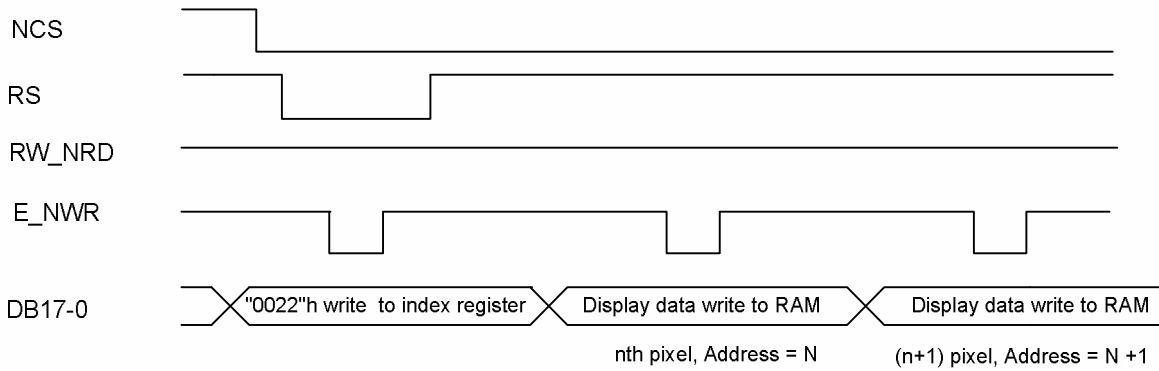 NCS
RS
RW_NRD
E_NWR
DB17-0
"0022"h write to index register
Display data write to RAM
Display data write to RAM
nth pixel, Address = N
(n+1) pixel, Address = N +1